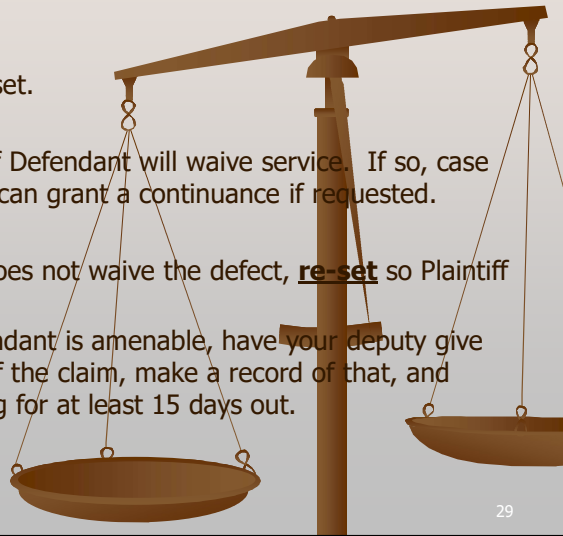 set.
f Defendant will waive service.  If so, case
can grant a continuance if requested.
oes not waive the defect, re-set so Plaintiff
ndant is amenable, have your deputy give
f the claim, make a record of that, and
g for at least 15 days out.
29